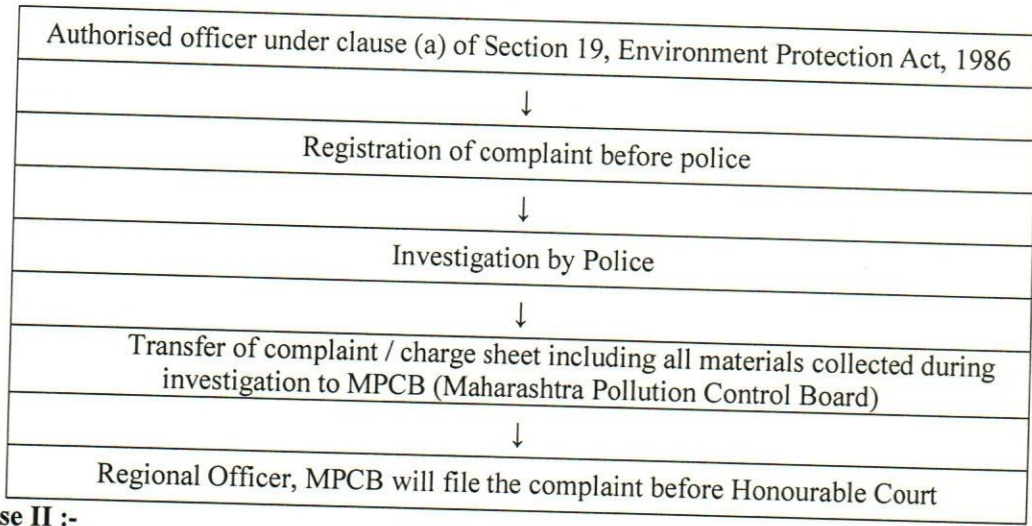 Authorised officer under clause (a) of Section 19, Environment Protection Act, 1986
↓
Registration of complaint before police
↓
Investigation by Police
↓
Transfer of complaint / charge sheet including all materials collected during
investigation to MPCB (Maharashtra Pollution Control Board)
↓
Regional Officer, MPCB will file the complaint before Honourable Court
se II :-